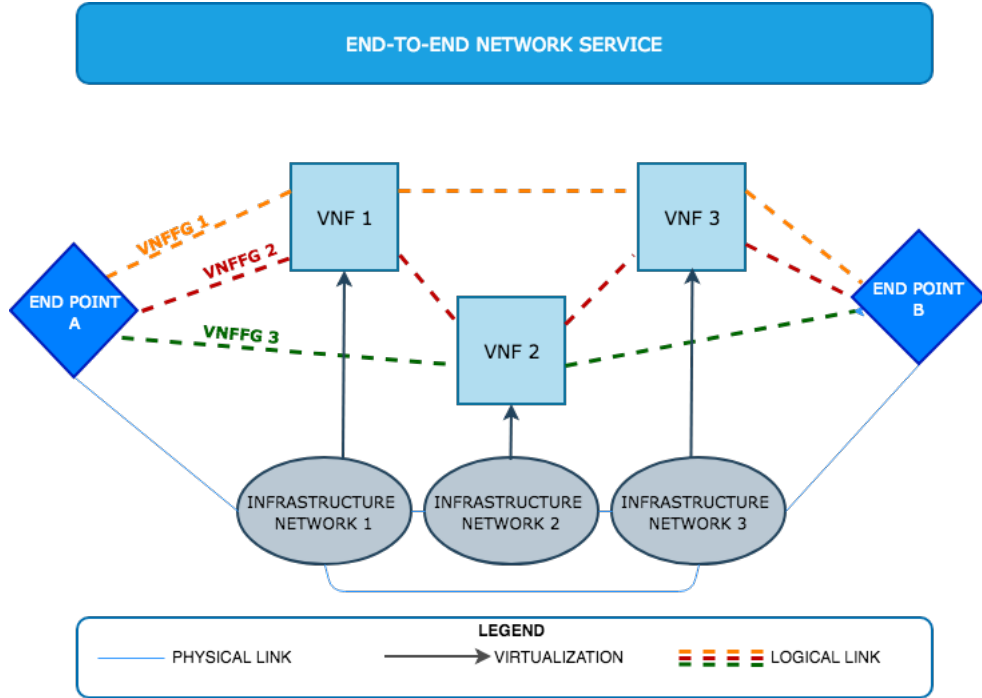 END-TO-END NETWORK SERVICE
VNF 1
VNF 3
VNFFG 1
VNFFG 2
END POINT
A
END POINT
B
VNFFG 3
VNF 2
INFRASTRUCTURE
NETWORK 1
INFRASTRUCTURE
NETWORK 2
INFRASTRUCTURE
NETWORK 3
LEGEND
PHYSICAL LINK
VIRTUALIZATION
LOGICAL LINK